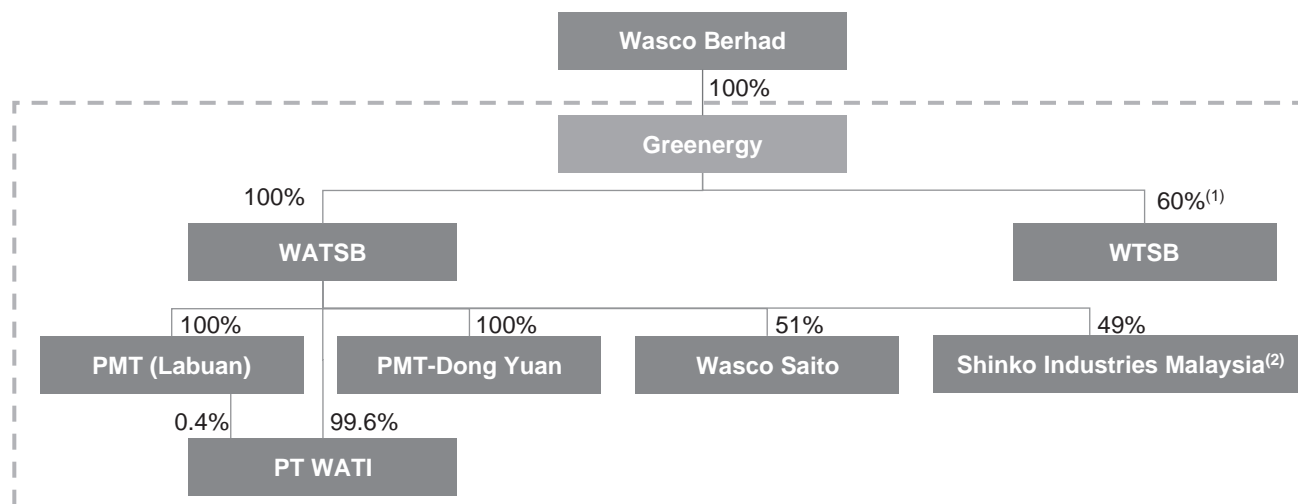 Wasco Berhad
100%
Greenergy
100%
60%(1)
WATSB
WTSB
100%
100%
51%
49%
PMT (Labuan)
PMT-Dong Yuan
Wasco Saito
Shinko Industries Malaysia(2)
0.4%
99.6%
PT WATI